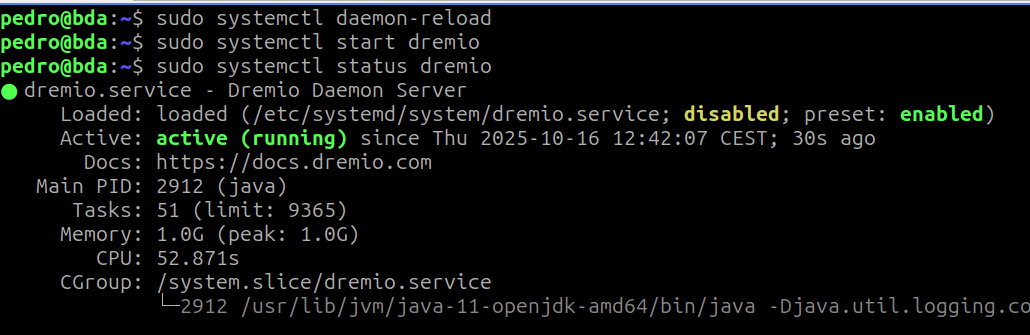 pedro@bda:~$ sudo systemctl daemon-reload
pedro@bda:~$ sudo systemctl start dremio
pedro@bda:~$ sudo systemctl status dremio
● dremio.service - Dremio Daemon Server
     Loaded: loaded (/etc/systemd/system/dremio.service; disabled; preset: enabled)
     Active: active (running) since Thu 2025-10-16 12:42:07 CEST; 30s ago
       Docs: https://docs.dremio.com
   Main PID: 2912 (java)
      Tasks: 51 (limit: 9365)
     Memory: 1.0G (peak: 1.0G)
        CPU: 52.871s
     CGroup: /system.slice/dremio.service
             └─2912 /usr/lib/jvm/java-11-openjdk-amd64/bin/java -Djava.util.logging.co